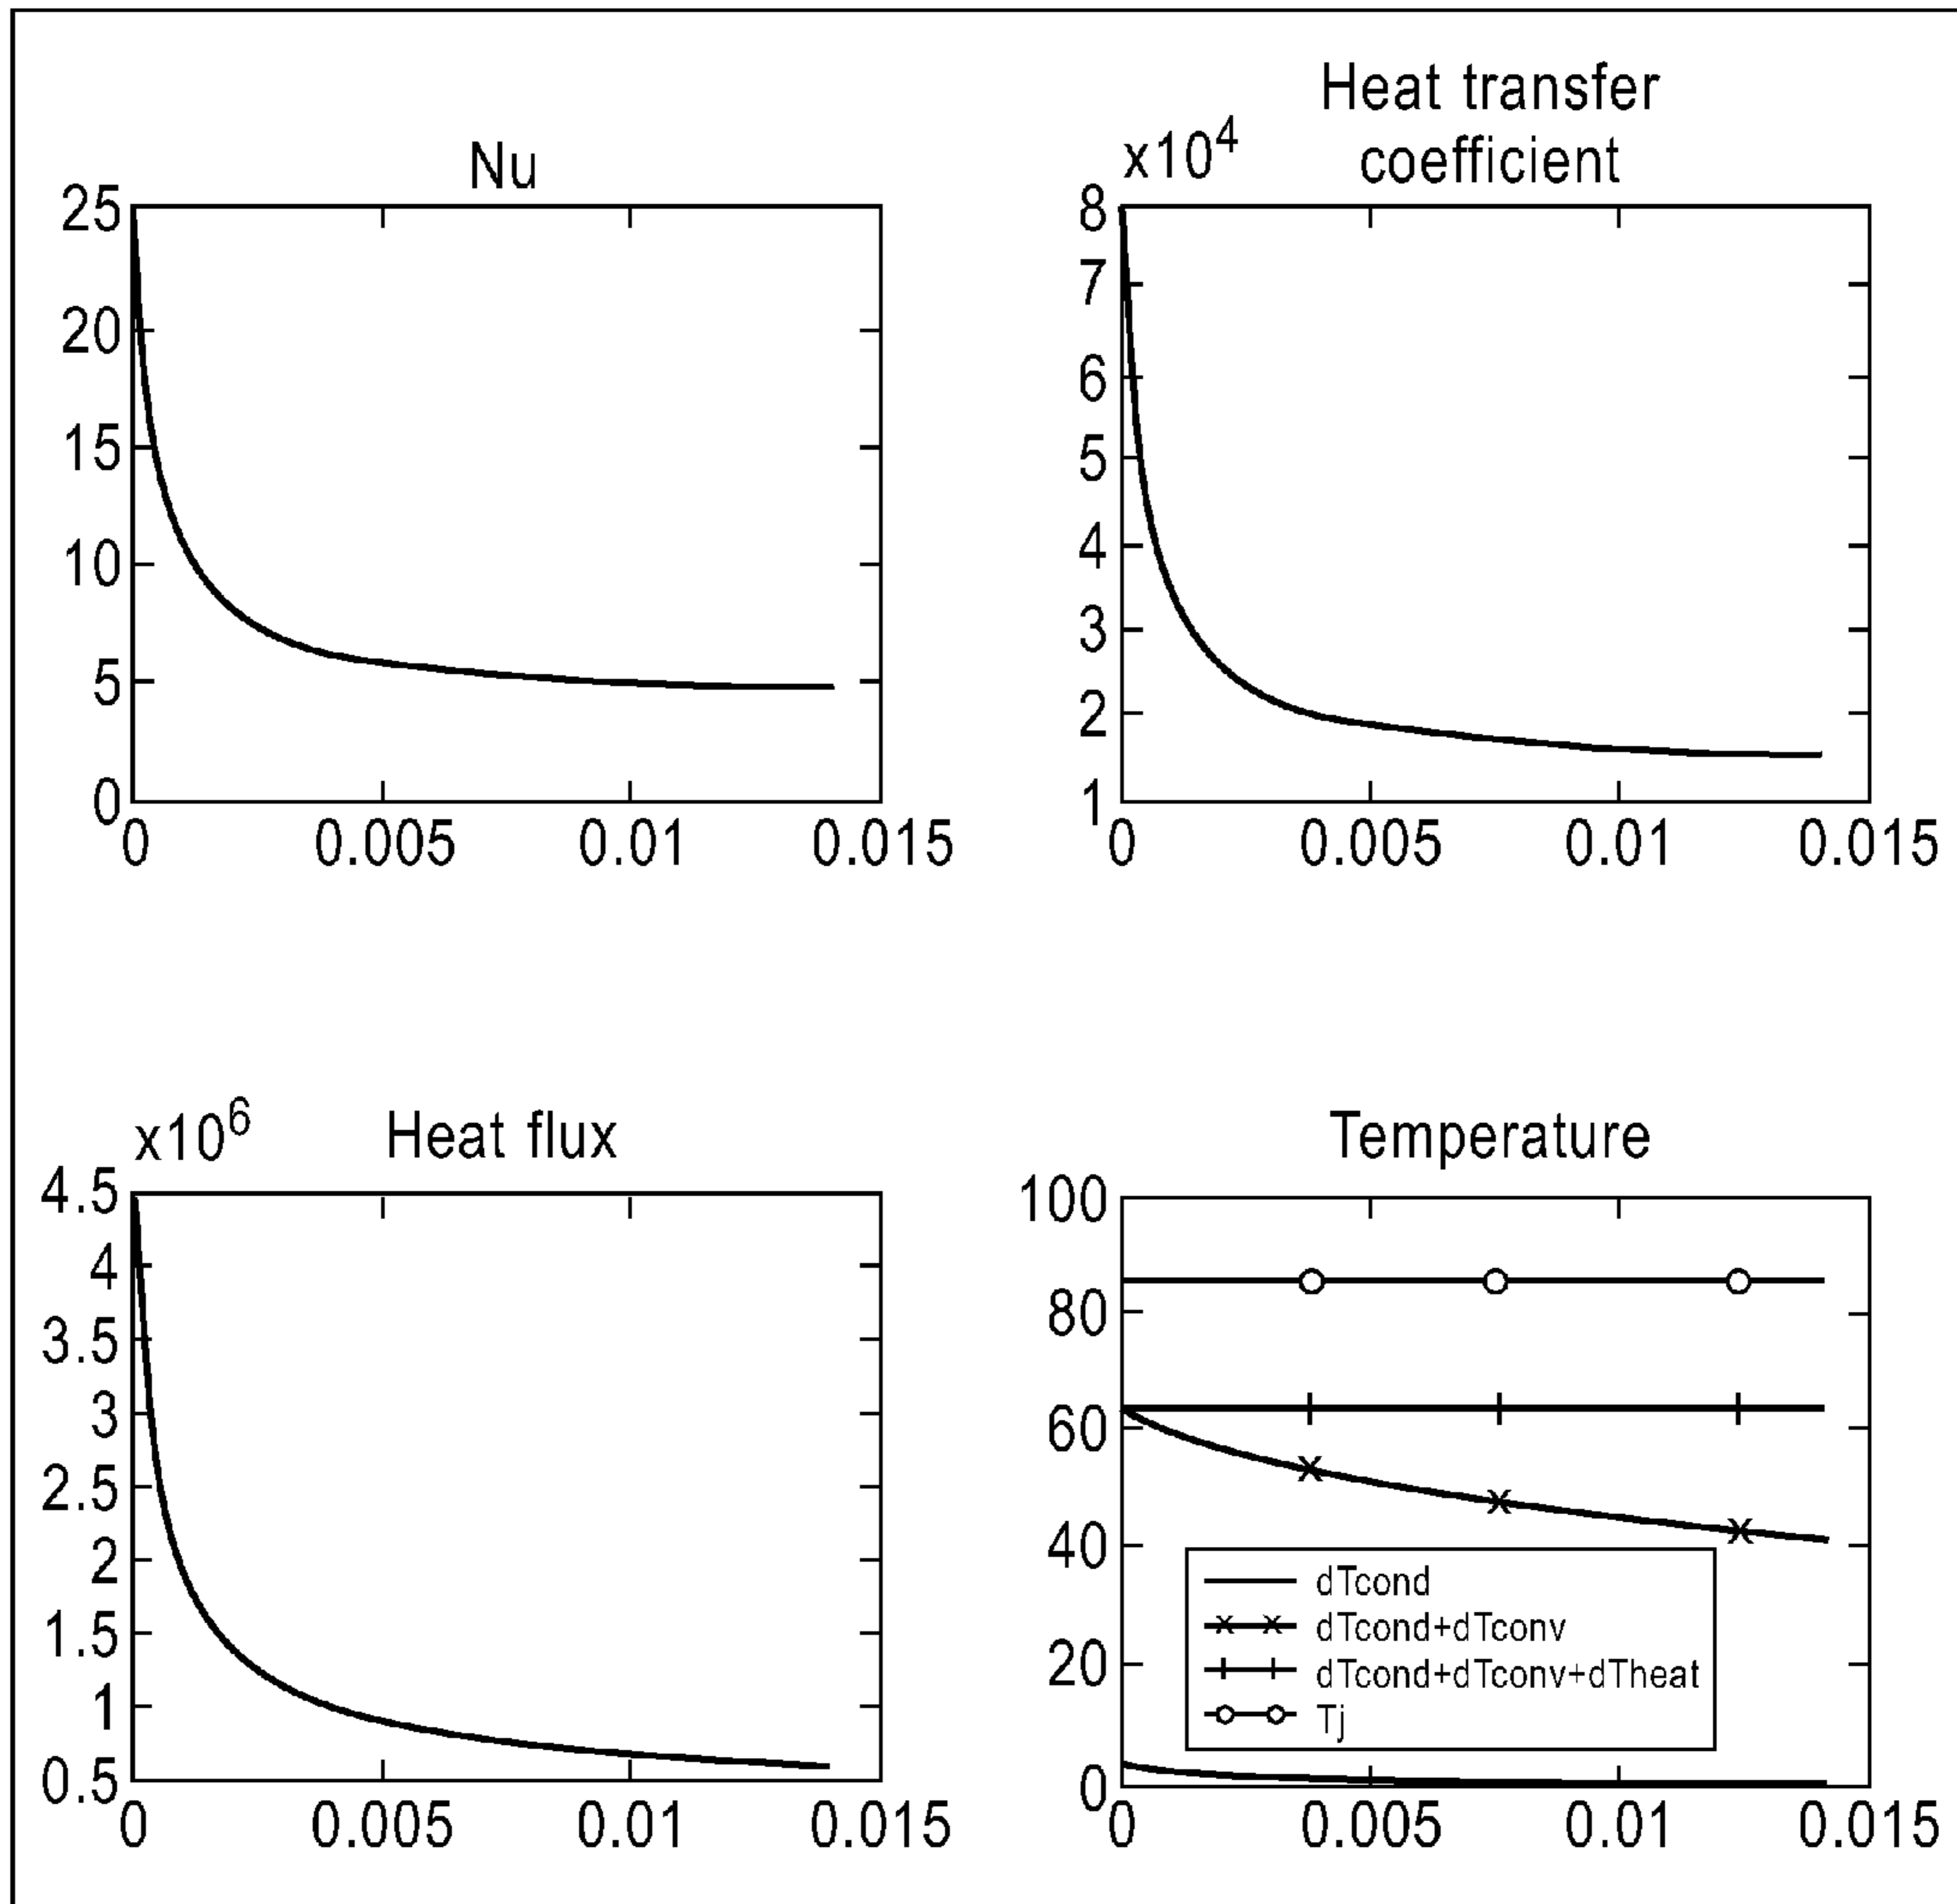 Nu
25
20
15
10
5
0
0 0.005 0.01 0.015
Heat transfer
coefficient
x10^4
8
7
6
5
4
3
2
1
0 0.005 0.01 0.015
x10^6
Heat flux
4.5
4
3.5
3
2.5
2
1.5
1
0.5
0 0.005 0.01 0.015
Temperature
100
80
60
40
20
0
dTcond
dTcond+dTconv
dTcond+dTconv+dTheat
Tj
0 0.005 0.01 0.015